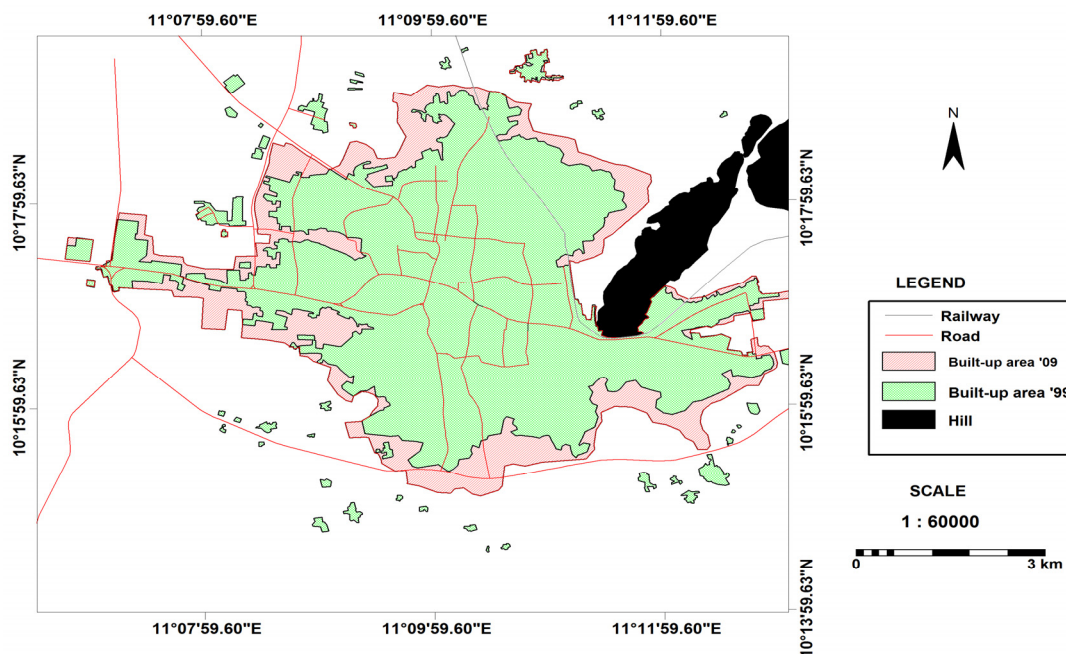 11°07'59.60"E 11°09'59.60"E 11°11'59.60"E
N
10°17'59.63"N 10°17'59.63"N
LEGEND
Railway
Road
Built-up area '09
Built-up area '99
Hill
10°15'59.63"N 10°15'59.63"N
SCALE
1 : 60000
0 3 km
10°13'59.63"N
11°07'59.60"E 11°09'59.60"E 11°11'59.60"E